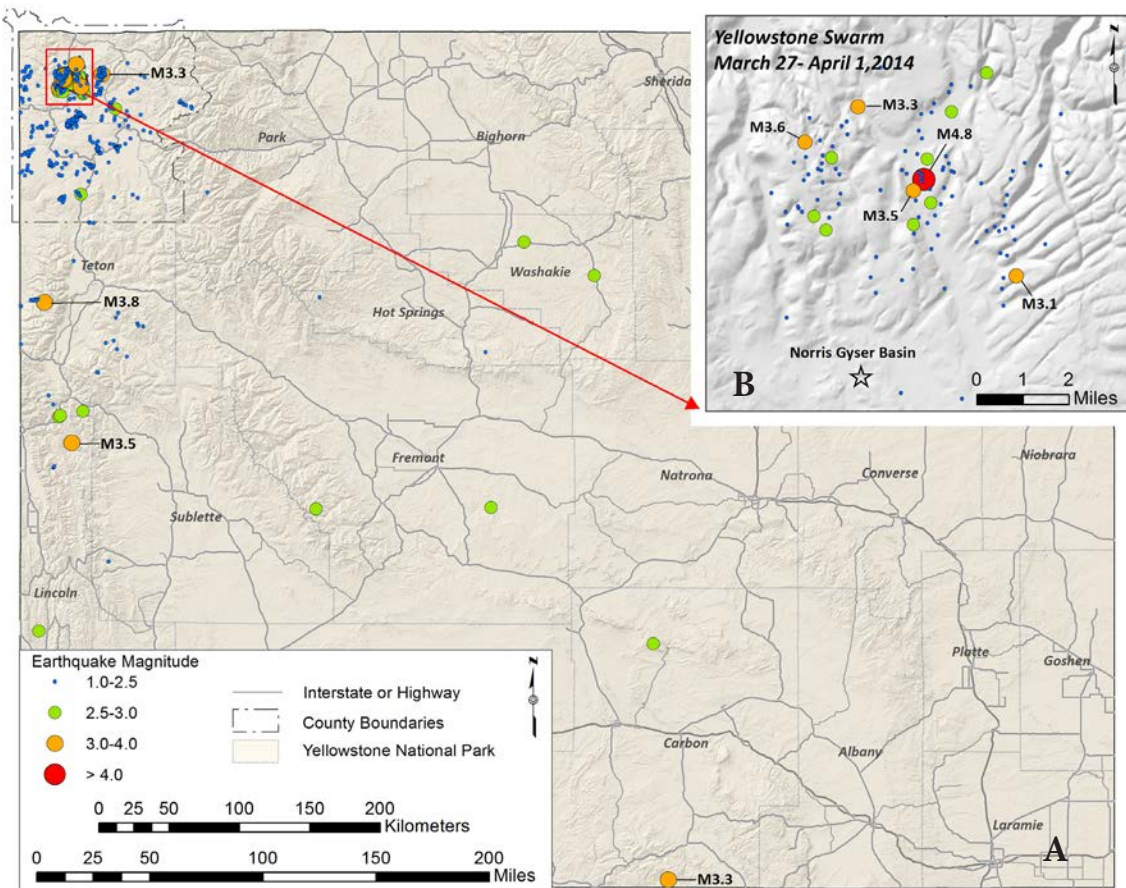 Yellowstone Swarm
March 27- April 1,2014
M3.3
M3.6
M4.8
M3.5
M3.1
Norris Gyser Basin
0 1 2
Miles
B
N
M3.3
Sherida
Park
Bighorn
Teton
Washakie
M3.8
Hot Springs
M3.5
Fremont
Natrona
Converse
Niobrara
Sublette
Lincoln
Platte
Goshen
Carbon
Albany
Laramie
M3.3
A
Earthquake Magnitude
1.0-2.5
2.5-3.0
3.0-4.0
> 4.0
Interstate or Highway
County Boundaries
Yellowstone National Park
N
0 25 50 100 150 200
Kilometers
0 25 50 100 150 200
Miles